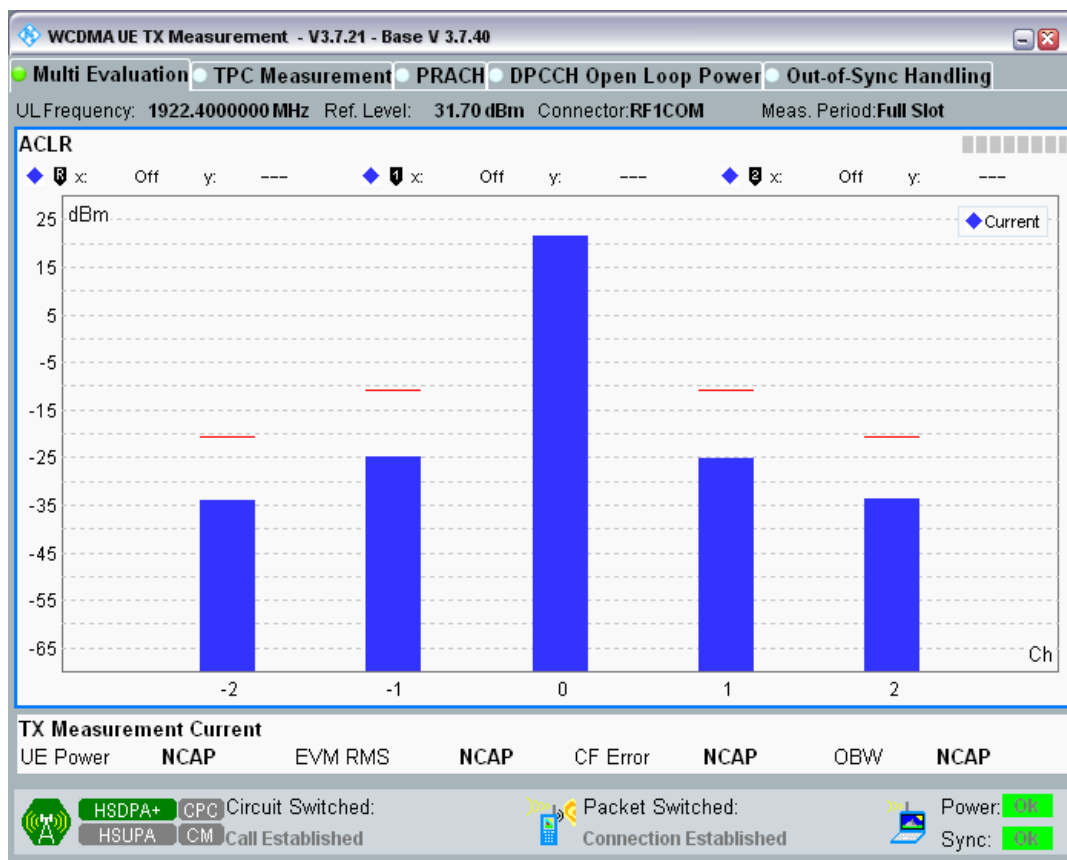 WCDMA UE TX Measurement - V3.7.21 - Base V 3.7.40
Multi Evaluation TPC Measurement PRACH DPCCH Open Loop Power Out-of-Sync Handling
UL Frequency: 1922.4000000 MHz Ref. Level: 31.70 dBm Connector:RF1COM Meas. Period:Full Slot
ACLR
R x: Off y: --- 1 x: Off y: --- 2 x: Off y: ---
dBm
Current
25
15
5
-5
-15
-25
-35
-45
-55
-65
Ch
-2 -1 0 1 2
TX Measurement Current
UE Power NCAP EVM RMS NCAP CF Error NCAP OBW NCAP
HSDPA+ CPC Circuit Switched: Packet Switched: Power: Ok
HSUPA CM Call Established Connection Established Sync: Ok